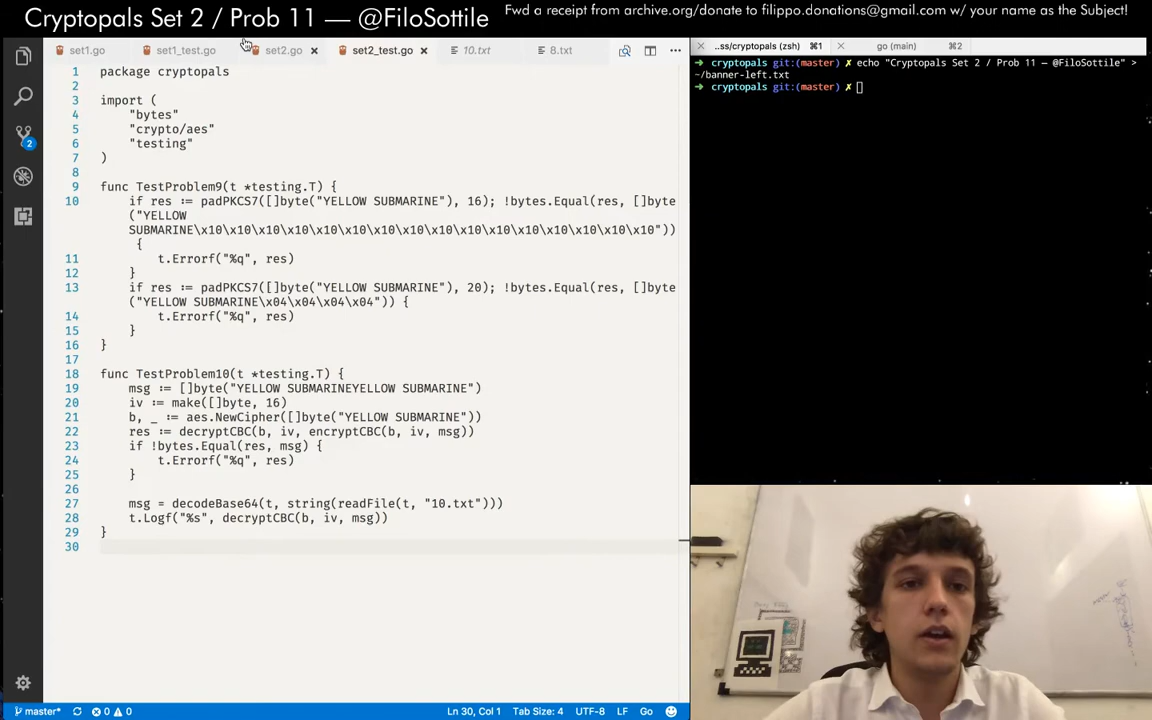 Cryptopals Set 2 / Prob 11 — @FiloSottile
Fwd a receipt from archive.org/donate to filippo.donations@gmail.com w/ your name as the Subject!
set1.go
set1_test.go
set2.go ×
set2_test.go ×
10.txt
8.txt
...
× ..ss/cryptopals (zsh) ⌘1
× go (main) ⌘2
1 package cryptopals
2
3 import (
4 "bytes"
5 "crypto/aes"
6 "testing"
7 )
8
9 func TestProblem9(t *testing.T) {
10 if res := padPKCS7([]byte("YELLOW SUBMARINE"), 16); !bytes.Equal(res, []byte
("YELLOW
SUBMARINE\x10\x10\x10\x10\x10\x10\x10\x10\x10\x10\x10\x10\x10\x10\x10\x10"))
{
11 t.Errorf("%q", res)
12 }
13 if res := padPKCS7([]byte("YELLOW SUBMARINE"), 20); !bytes.Equal(res, []byte
("YELLOW SUBMARINE\x04\x04\x04\x04")) {
14 t.Errorf("%q", res)
15 }
16 }
17
18 func TestProblem10(t *testing.T) {
19 msg := []byte("YELLOW SUBMARINEYELLOW SUBMARINE")
20 iv := make([]byte, 16)
21 b, _ := aes.NewCipher([]byte("YELLOW SUBMARINE"))
22 res := decryptCBC(b, iv, encryptCBC(b, iv, msg))
23 if !bytes.Equal(res, msg) {
24 t.Errorf("%q", res)
25 }
26
27 msg = decodeBase64(t, string(readFile(t, "10.txt")))
28 t.Logf("%s", decryptCBC(b, iv, msg))
29 }
30
2
➜ cryptopals git:(master) ✗ echo "Cryptopals Set 2 / Prob 11 — @FiloSottile" >
~/banner-left.txt
➜ cryptopals git:(master) ✗
master*
0
0
Ln 30, Col 1
Tab Size: 4
UTF-8
LF
Go